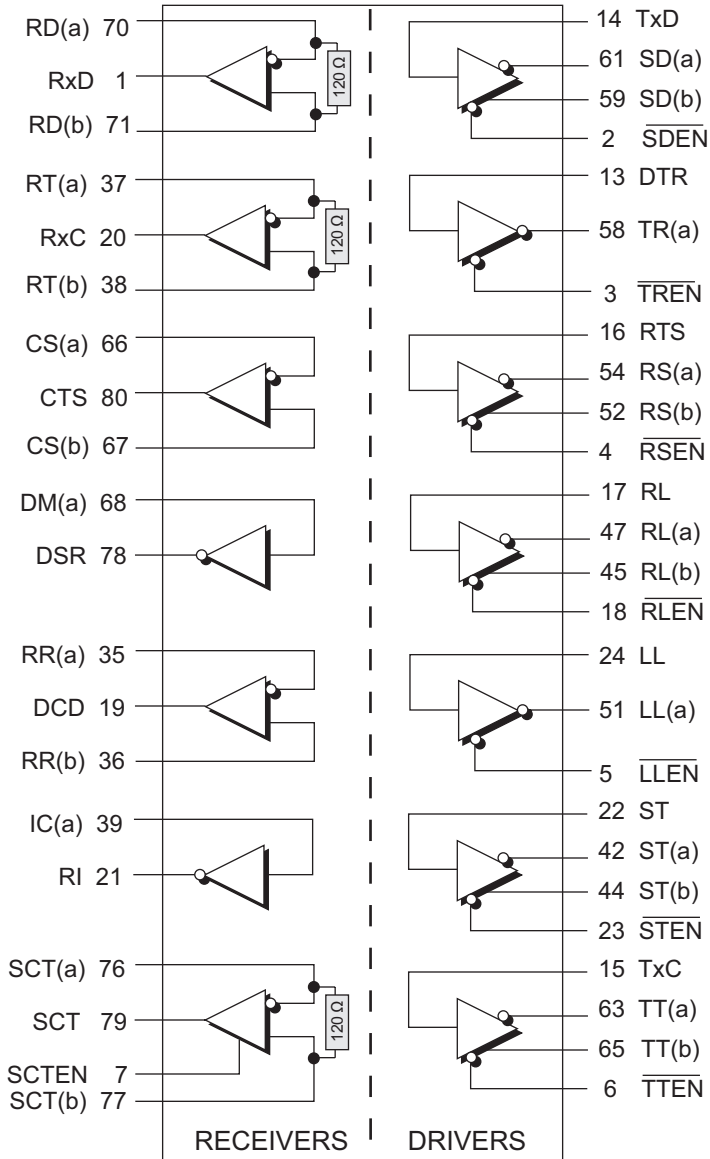 RD(a) 70
RxD 1
120 Ω
RD(b) 71
RT(a) 37
RxC 20
120 Ω
RT(b) 38
CS(a) 66
CTS 80
CS(b) 67
DM(a) 68
DSR 78
RR(a) 35
DCD 19
RR(b) 36
IC(a) 39
RI 21
SCT(a) 76
SCT 79
120 Ω
SCTEN 7
SCT(b) 77
RECEIVERS
14 TxD
61 SD(a)
59 SD(b)
2 SDEN
13 DTR
58 TR(a)
3 TREN
16 RTS
54 RS(a)
52 RS(b)
4 RSEN
17 RL
47 RL(a)
45 RL(b)
18 RLEN
24 LL
51 LL(a)
5 LLEN
22 ST
42 ST(a)
44 ST(b)
23 STEN
15 TxC
63 TT(a)
65 TT(b)
6 TTEN
DRIVERS